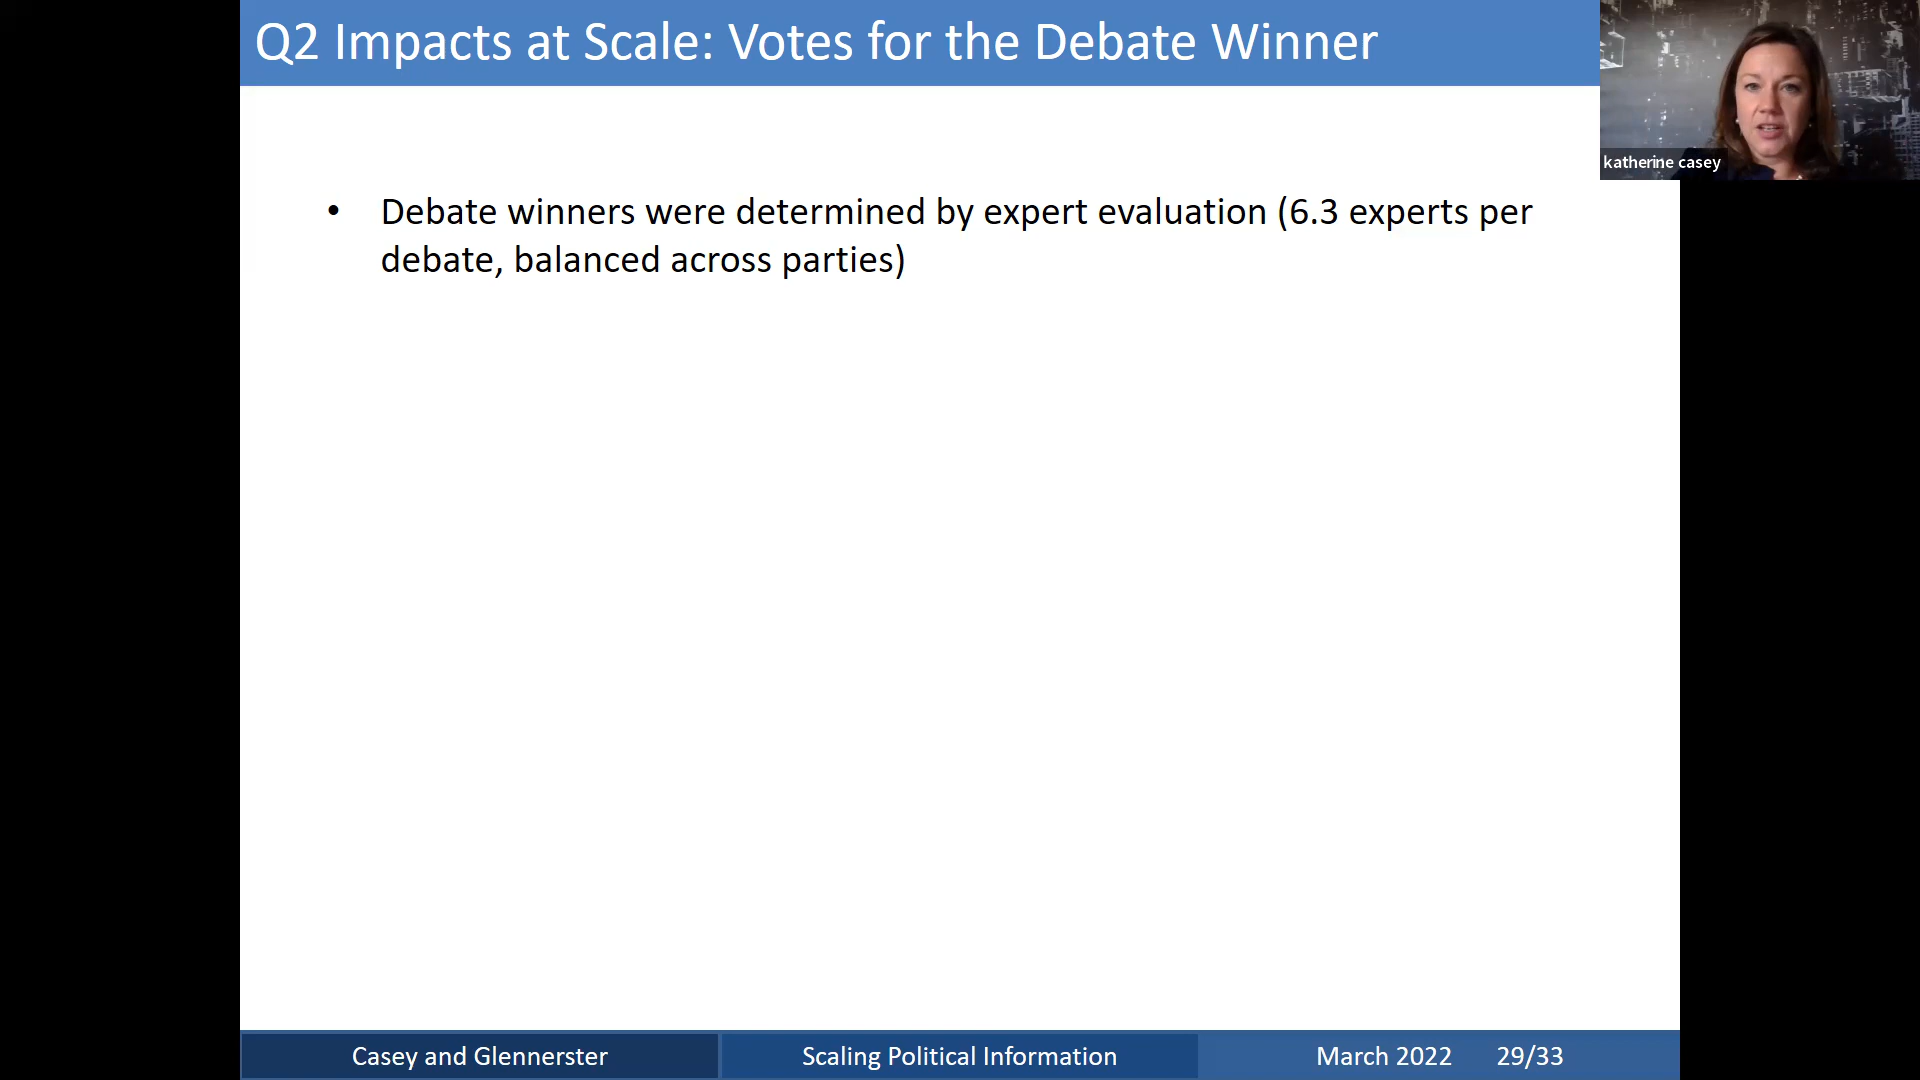 Q2 Impacts at Scale: Votes for the Debate Winner
katherine casey
• Debate winners were determined by expert evaluation (6.3 experts per
debate, balanced across parties)
Casey and Glennerster
Scaling Political Information
March 2022 29/33